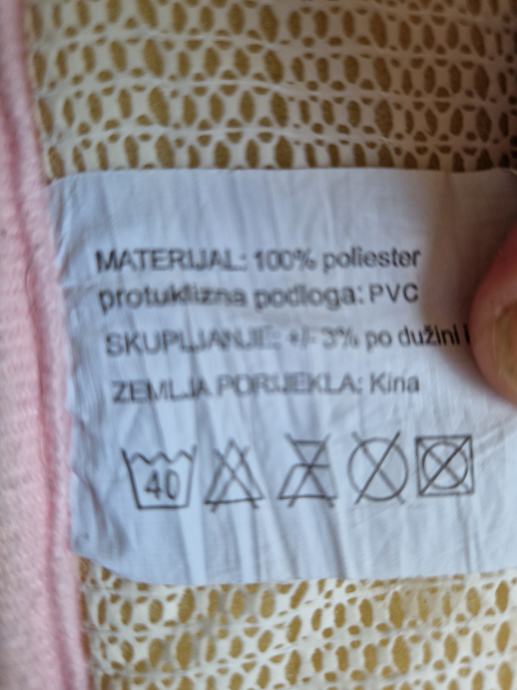 MATERIJAL: 100% poliester
protuklizna podloga: PVC
SKUPLJANJE: +/- 3% po dužini i
ZEMLJA PORIJEKLA: Kina
40